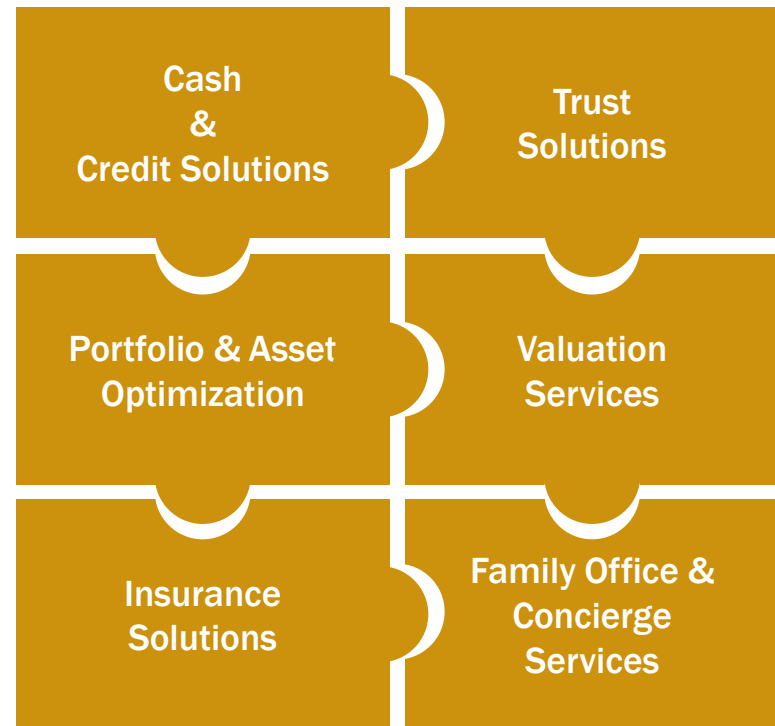 Cash
&
Credit Solutions
Trust
Solutions
Portfolio & Asset
Optimization
Valuation
Services
Insurance
Solutions
Family Office &
Concierge
Services